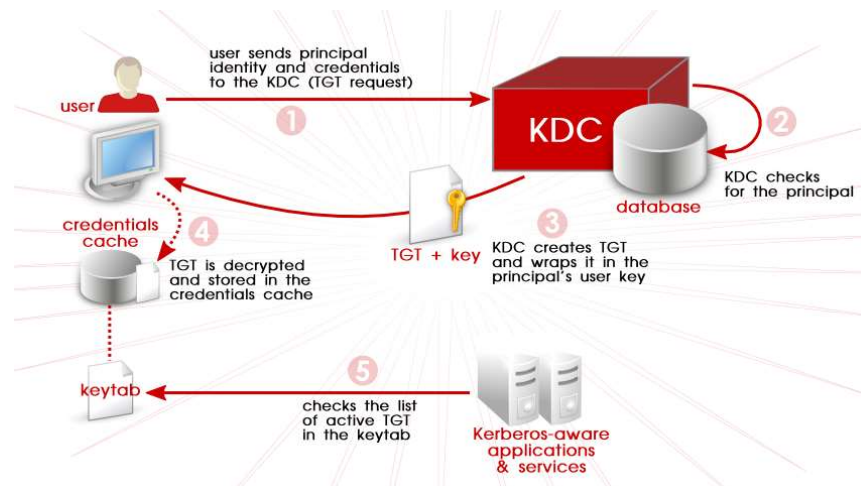 user sends principal
identity and credentials
to the KDC (TGT request)
user
1
KDC
2
KDC checks
for the principal
database
credentials
cache
4
TGT is decrypted
and stored in the
credentials cache
TGT + key
3
KDC creates TGT
and wraps it in the
principal's user key
keytab
5
checks the list
of active TGT
in the keytab
Kerberos-aware
applications
& services